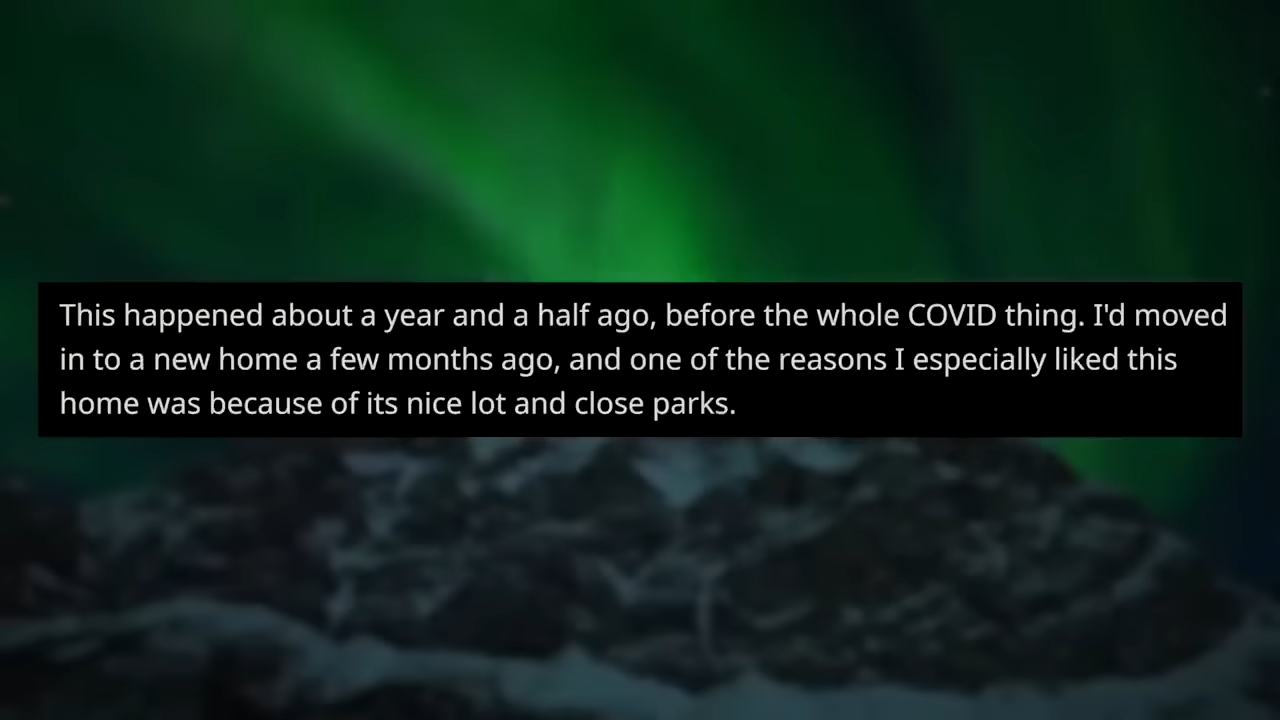 This happened about a year and a half ago, before the whole COVID thing. I'd moved
in to a new home a few months ago, and one of the reasons I especially liked this
home was because of its nice lot and close parks.